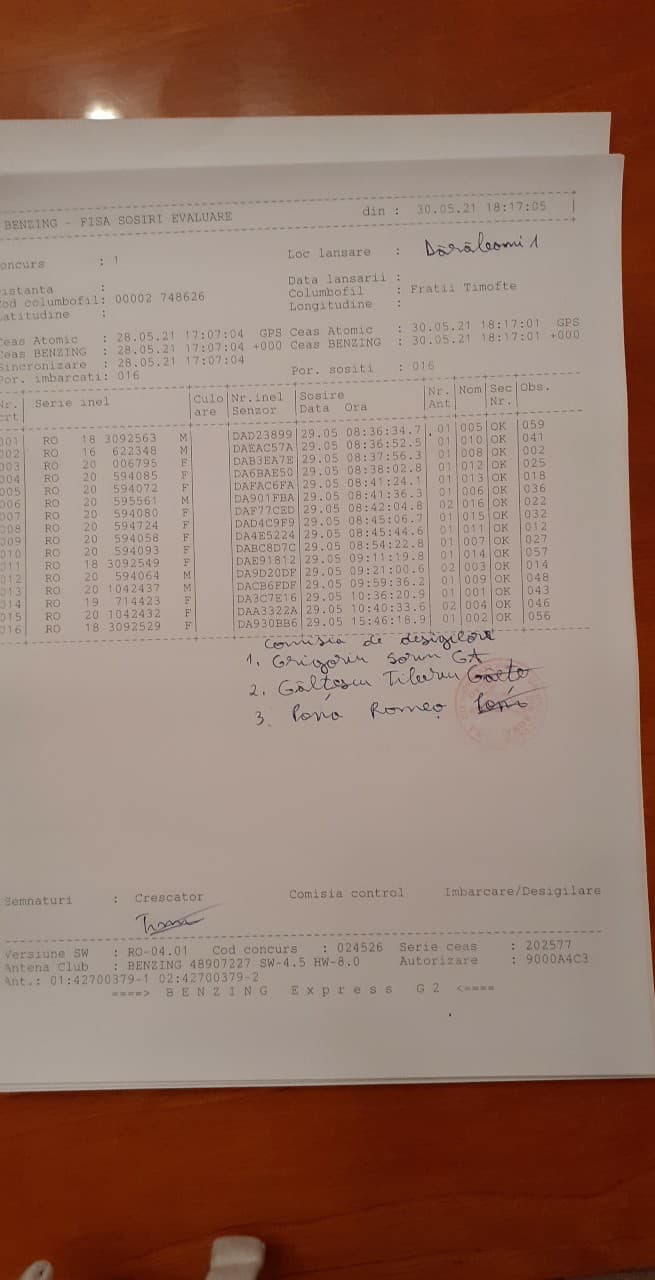 BENZING - FISA SOSIRI EVALUARE din : 30.05.21 18:17:05
oncurs : 1 Loc lansare : Dărăbani 1
istanta : Data lansarii :
od columbofil: 00002 748626 Columbofil : Fratii Timofte
atitudine : Longitudine :
eas Atomic : 28.05.21 17:07:04 GPS Ceas Atomic : 30.05.21 18:17:01 GPS
eas BENZING : 28.05.21 17:07:04 +000 Ceas BENZING : 30.05.21 18:17:01 +000
incronizare : 28.05.21 17:07:04
Por. imbarcati: 016 Por. sositi : 016
Nr. Serie inel Culo Nr.inel Sosire Nr. Nom Sec Obs.
crt are Senzor Data Ora Ant Nr.
001 RO 18 3092563 M DAD23899 29.05 08:36:34.7 01 005 OK 059
002 RO 16 622348 M DAEAC57A 29.05 08:36:52.5 01 010 OK 041
003 RO 20 006795 F DAB3EA7E 29.05 08:37:56.3 01 008 OK 002
004 RO 20 594085 F DA6BAE50 29.05 08:38:02.8 01 012 OK 025
005 RO 20 594072 F DAFAC6FA 29.05 08:41:24.1 01 013 OK 018
006 RO 20 595561 M DA901FBA 29.05 08:41:36.3 01 006 OK 036
007 RO 20 594080 F DAF77CED 29.05 08:42:04.8 02 016 OK 022
008 RO 20 594724 F DAD4C9F9 29.05 08:45:06.7 01 015 OK 032
009 RO 20 594058 F DA4E5224 29.05 08:45:44.6 01 011 OK 012
010 RO 20 594093 F DABC8D7C 29.05 08:54:22.8 01 007 OK 027
011 RO 18 3092549 F DAE91812 29.05 09:11:19.8 01 014 OK 057
012 RO 20 594064 M DA9D20DF 29.05 09:21:00.6 02 003 OK 014
013 RO 20 1042437 M DACB6FDF 29.05 09:59:36.2 01 009 OK 048
014 RO 19 714423 F DA3C7E16 29.05 10:36:20.9 01 001 OK 043
015 RO 20 1042432 F DAA3322A 29.05 10:40:33.6 02 004 OK 046
016 RO 18 3092529 F DA930BB6 29.05 15:46:18.9 01 002 OK 056
Comisia de desigilare
1. Grigoriu Sorin
2. Galtescu Tiberiu
3. Romeo
Semnaturi : Crescator Comisia control Imbarcare/Desigilare
Versiune SW : RO-04.01 Cod concurs : 024526 Serie ceas : 202577
Antena Club : BENZING 48907227 SW-4.5 HW-8.0 Autorizare : 9000A4C3
Ant.: 01:42700379-1 02:42700379-2
====> B E N Z I N G E x p r e s s G 2 <====